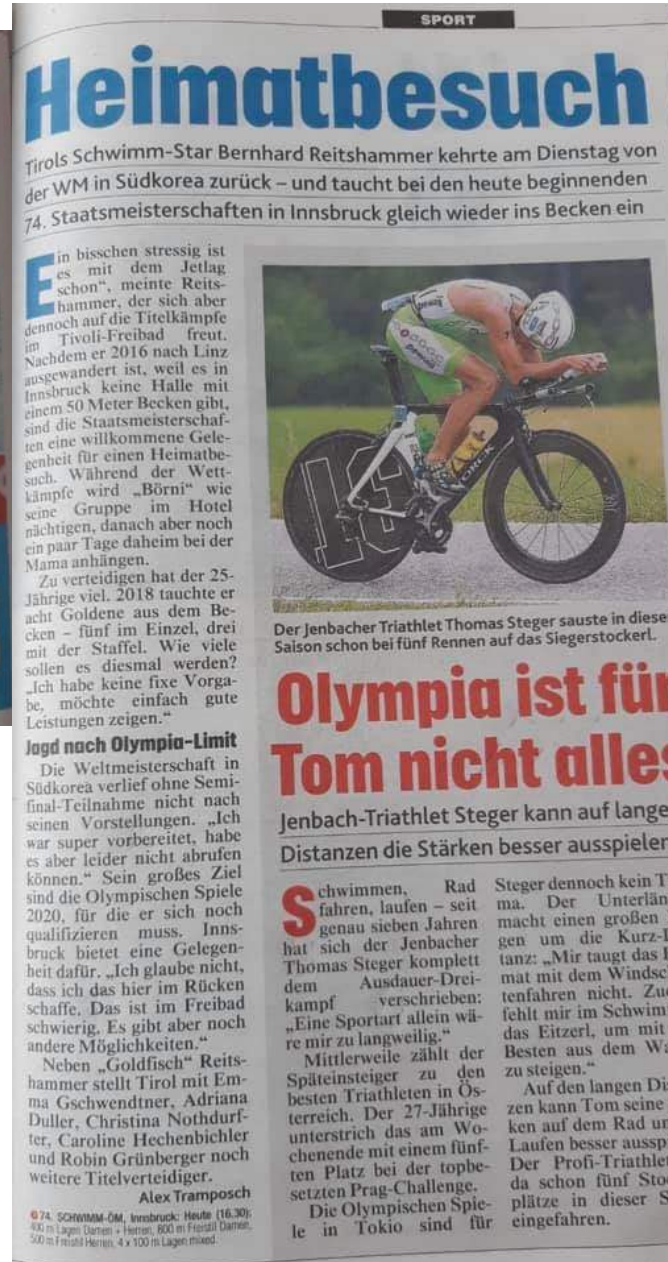 SPORT
Heimatbesuch
Tirols Schwimm-Star Bernhard Reitshammer kehrte am Dienstag von
der WM in Südkorea zurück – und taucht bei den heute beginnenden
74. Staatsmeisterschaften in Innsbruck gleich wieder ins Becken ein
Ein bisschen stressig ist
es mit dem Jetlag
schon“, meinte Reits-
hammer, der sich aber
dennoch auf die Titelkämpfe
im Tivoli-Freibad freut.
Nachdem er 2016 nach Linz
ausgewandert ist, weil es in
Innsbruck keine Halle mit
einem 50 Meter Becken gibt,
sind die Staatsmeisterschaf-
ten eine willkommene Gele-
genheit für einen Heimatbe-
such. Während der Wett-
kämpfe wird „Börni“ wie
seine Gruppe im Hotel
nächtigen, danach aber noch
ein paar Tage daheim bei der
Mama anhängen.
Zu verteidigen hat der 25-
Jährige viel. 2018 tauchte er
acht Goldene aus dem Be-
cken – fünf im Einzel, drei
mit der Staffel. Wie viele
sollen es diesmal werden?
„Ich habe keine fixe Vorga-
be, möchte einfach gute
Leistungen zeigen.“
Jagd nach Olympia-Limit
Die Weltmeisterschaft in
Südkorea verlief ohne Semi-
final-Teilnahme nicht nach
seinen Vorstellungen. „Ich
war super vorbereitet, habe
es aber leider nicht abrufen
können.“ Sein großes Ziel
sind die Olympischen Spiele
2020, für die er sich noch
qualifizieren muss. Inns-
bruck bietet eine Gelegen-
heit dafür. „Ich glaube nicht,
dass ich das hier im Rücken
schaffe. Das ist im Freibad
schwierig. Es gibt aber noch
andere Möglichkeiten.“
Neben „Goldfisch“ Reits-
hammer stellt Tirol mit Em-
ma Gschwendtner, Adriana
Duller, Christina Nothdurf-
ter, Caroline Hechenbichler
und Robin Grünberger noch
weitere Titelverteidiger.
Alex Tramposch
74. SCHWIMM-ÖM, Innsbruck: Heute (16.30):
400 m Lagen Damen + Herren, 800 m Freistil Damen,
500 m Freistil Herren, 4 x 100 m Lagen mixed.
TREK
Der Jenbacher Triathlet Thomas Steger sauste in diese
Saison schon bei fünf Rennen auf das Siegerstockerl.
Olympia ist für
Tom nicht alles
Jenbach-Triathlet Steger kann auf lange
Distanzen die Stärken besser ausspieler
Schwimmen, Rad
fahren, laufen – seit
genau sieben Jahren
hat sich der Jenbacher
Thomas Steger komplett
dem Ausdauer-Drei-
kampf verschrieben:
„Eine Sportart allein wä-
re mir zu langweilig.“
Mittlerweile zählt der
Späteinsteiger zu den
besten Triathleten in Ös-
terreich. Der 27-Jährige
unterstrich das am Wo-
chenende mit einem fünf-
ten Platz bei der topbe-
setzten Prag-Challenge.
Die Olympischen Spie-
le in Tokio sind für
Steger dennoch kein T
ma. Der Unterlän
macht einen großen
gen um die Kurz-
tanz: „Mir taugt das
mat mit dem Windsc
tenfahren nicht. Zu
fehlt mir im Schwim
das Eitzerl, um mit
Besten aus dem Wa
zu steigen.“
Auf den langen Dis
zen kann Tom seine
ken auf dem Rad un
Laufen besser aussp
Der Profi-Triathlet
da schon fünf Stoc
plätze in dieser S
eingefahren.